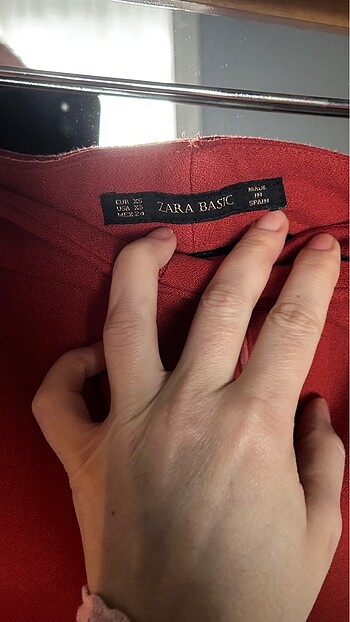 EUR XS
USA XS
MEX 24
ZARA BASIC
MADE
IN
SPAIN